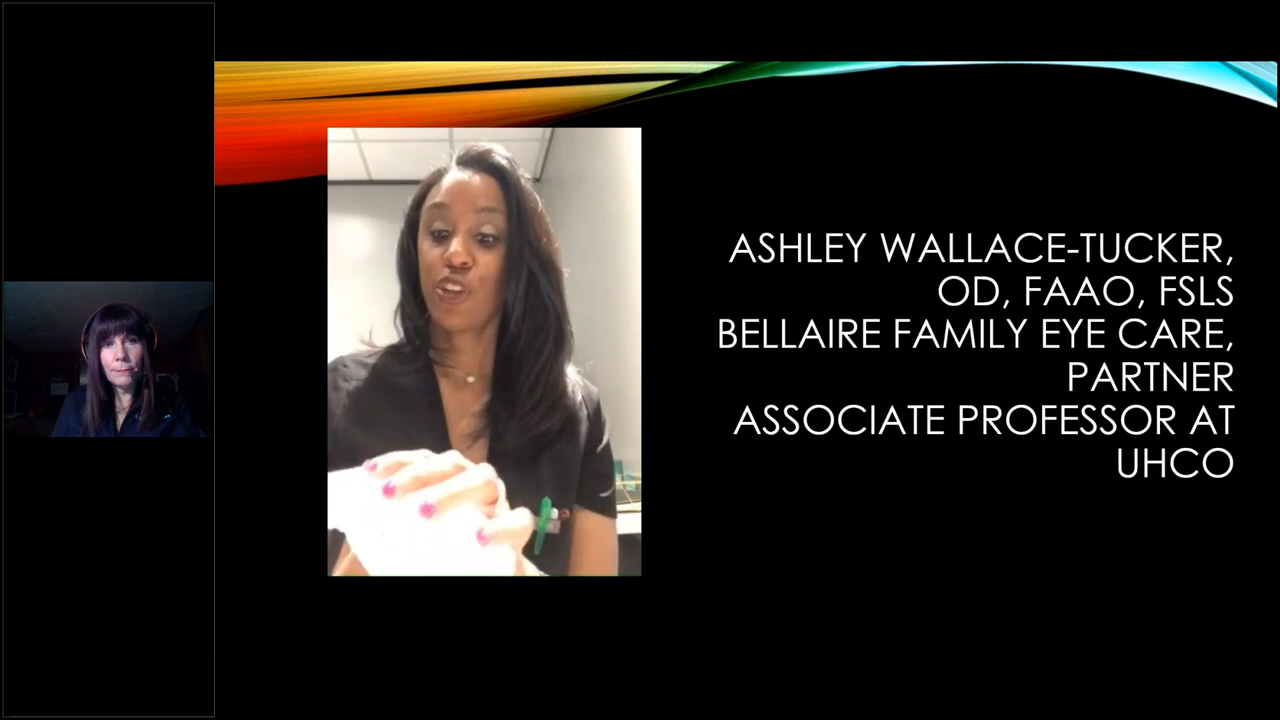 ASHLEY WALLACE-TUCKER,
OD, FAAO, FSLS
BELLAIRE FAMILY EYE CARE,
PARTNER
ASSOCIATE PROFESSOR AT
UHCO